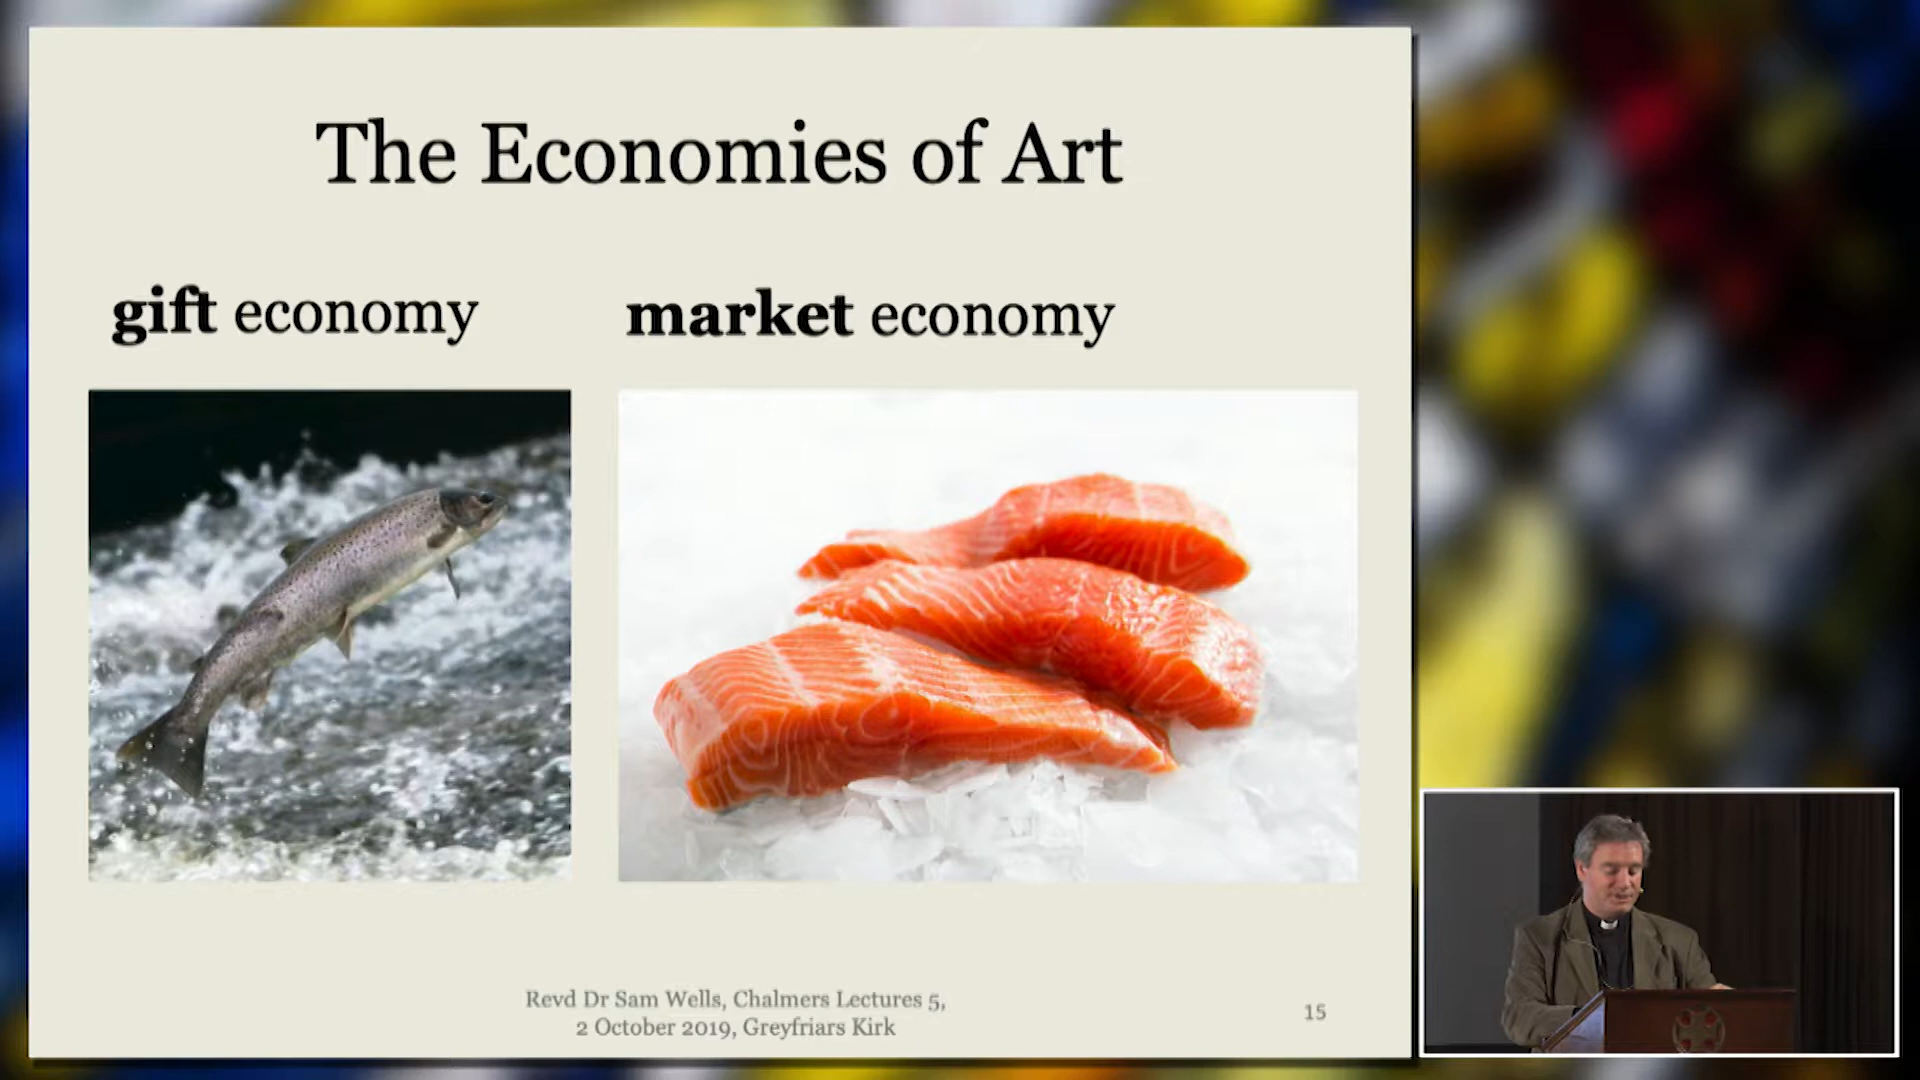 The Economies of Art
gift economy
market economy
Revd Dr Sam Wells, Chalmers Lectures 5,
2 October 2019, Greyfriars Kirk
15